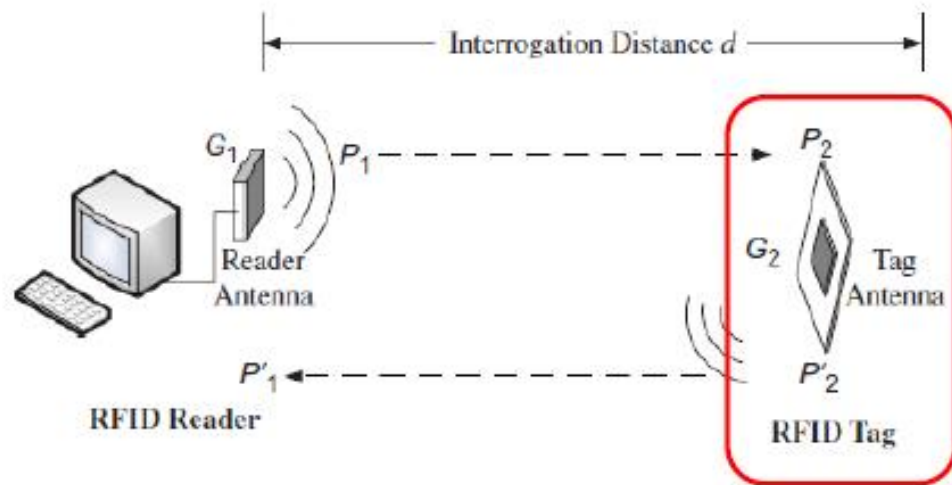 Interrogation Distance d
G1
P1
P2
G2
Reader
Antenna
Tag
Antenna
P'1
P'2
RFID Reader
RFID Tag